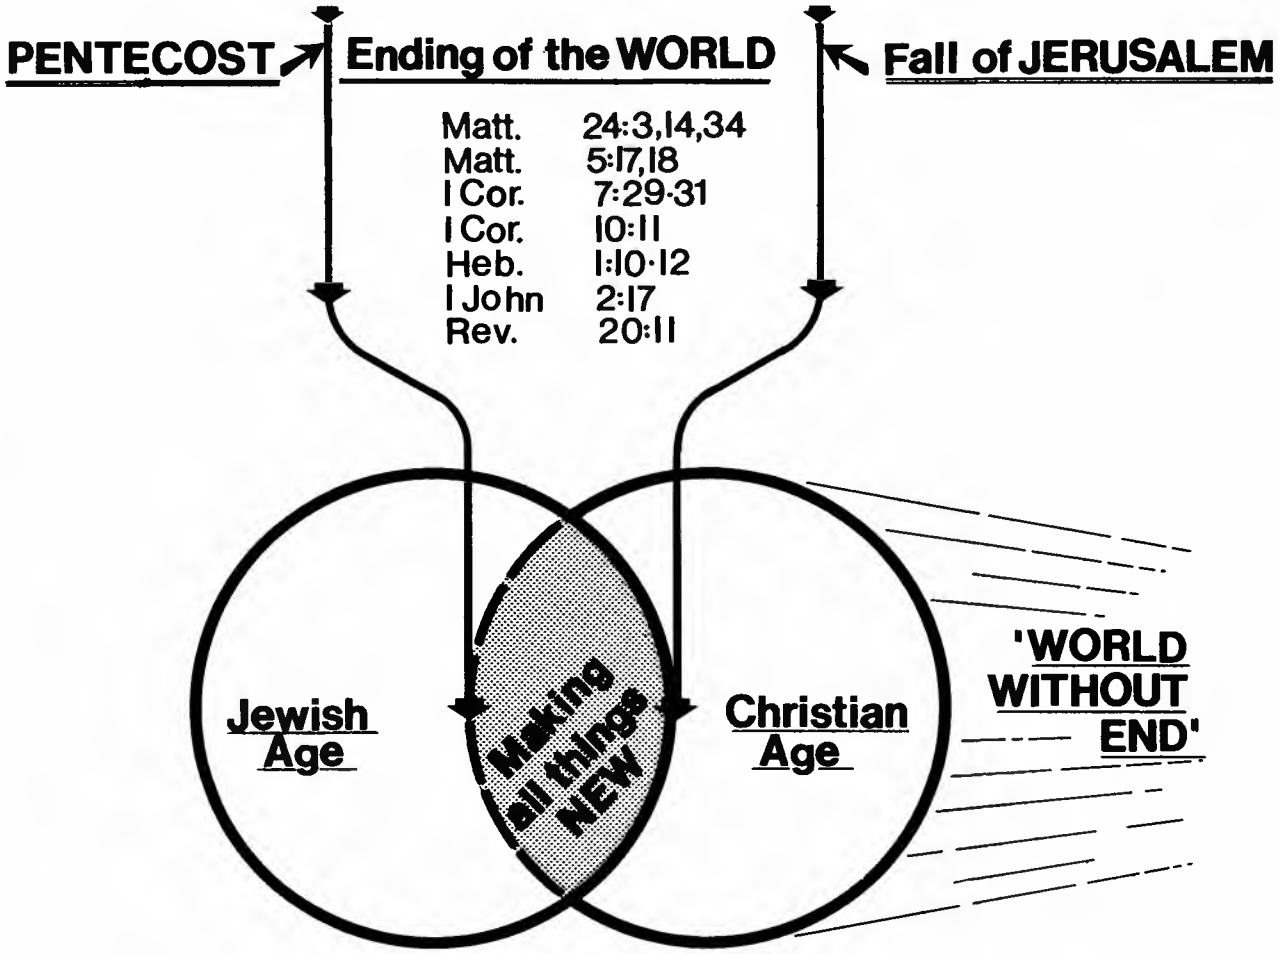 PENTECOST
Ending of the WORLD
Fall of JERUSALEM
Matt. 24:3,14,34
Matt. 5:17,18
I Cor. 7:29-31
I Cor. 10:11
Heb. 1:10-12
I John 2:17
Rev. 20:11
Jewish
Age
Making
all things
NEW
Christian
Age
'WORLD
WITHOUT
END'